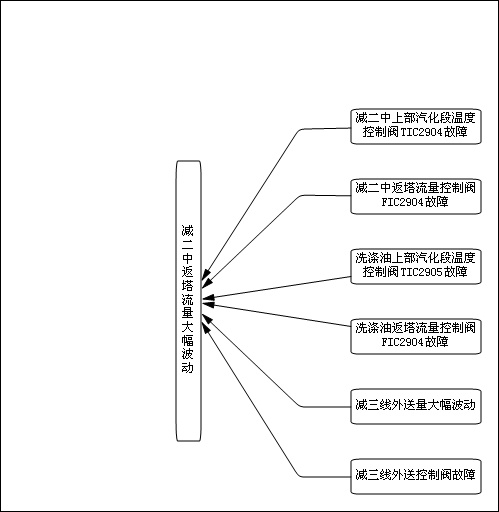 减二中返塔流量大幅波动
减二中上部汽化段温度
控制阀TIC2904故障
减二中返塔流量控制阀
FIC2904故障
洗涤油上部汽化段温度
控制阀TIC2905故障
洗涤油返塔流量控制阀
FIC2904故障
减三线外送量大幅波动
减三线外送控制阀故障